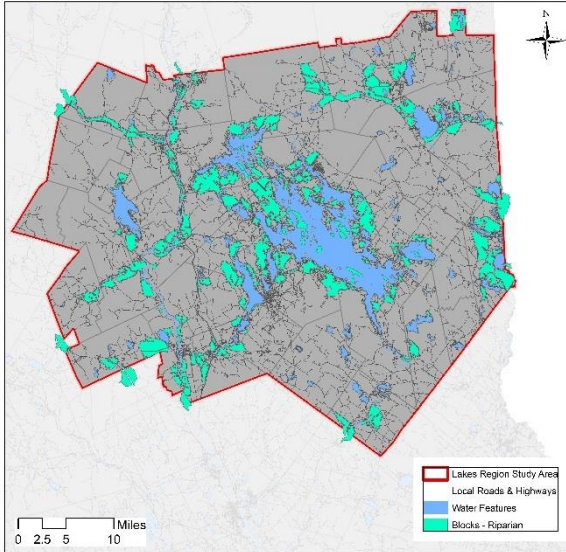 N
Lakes Region Study Area
Local Roads & Highways
Water Features
Blocks - Riparian
Miles
0 2.5 5 10